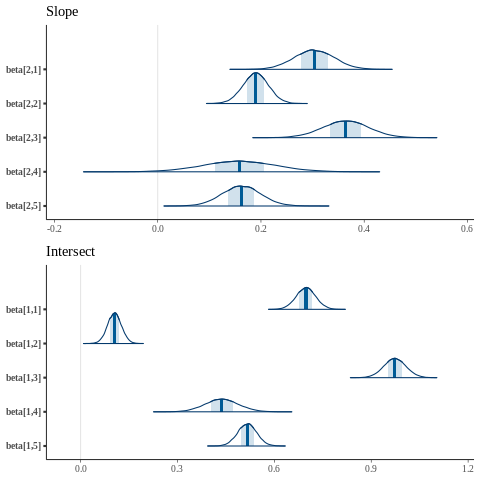 Slope
beta[2,1]
beta[2,2]
beta[2,3]
beta[2,4]
beta[2,5]
-0.2 0.0 0.2 0.4 0.6
Intersect
beta[1,1]
beta[1,2]
beta[1,3]
beta[1,4]
beta[1,5]
0.0 0.3 0.6 0.9 1.2